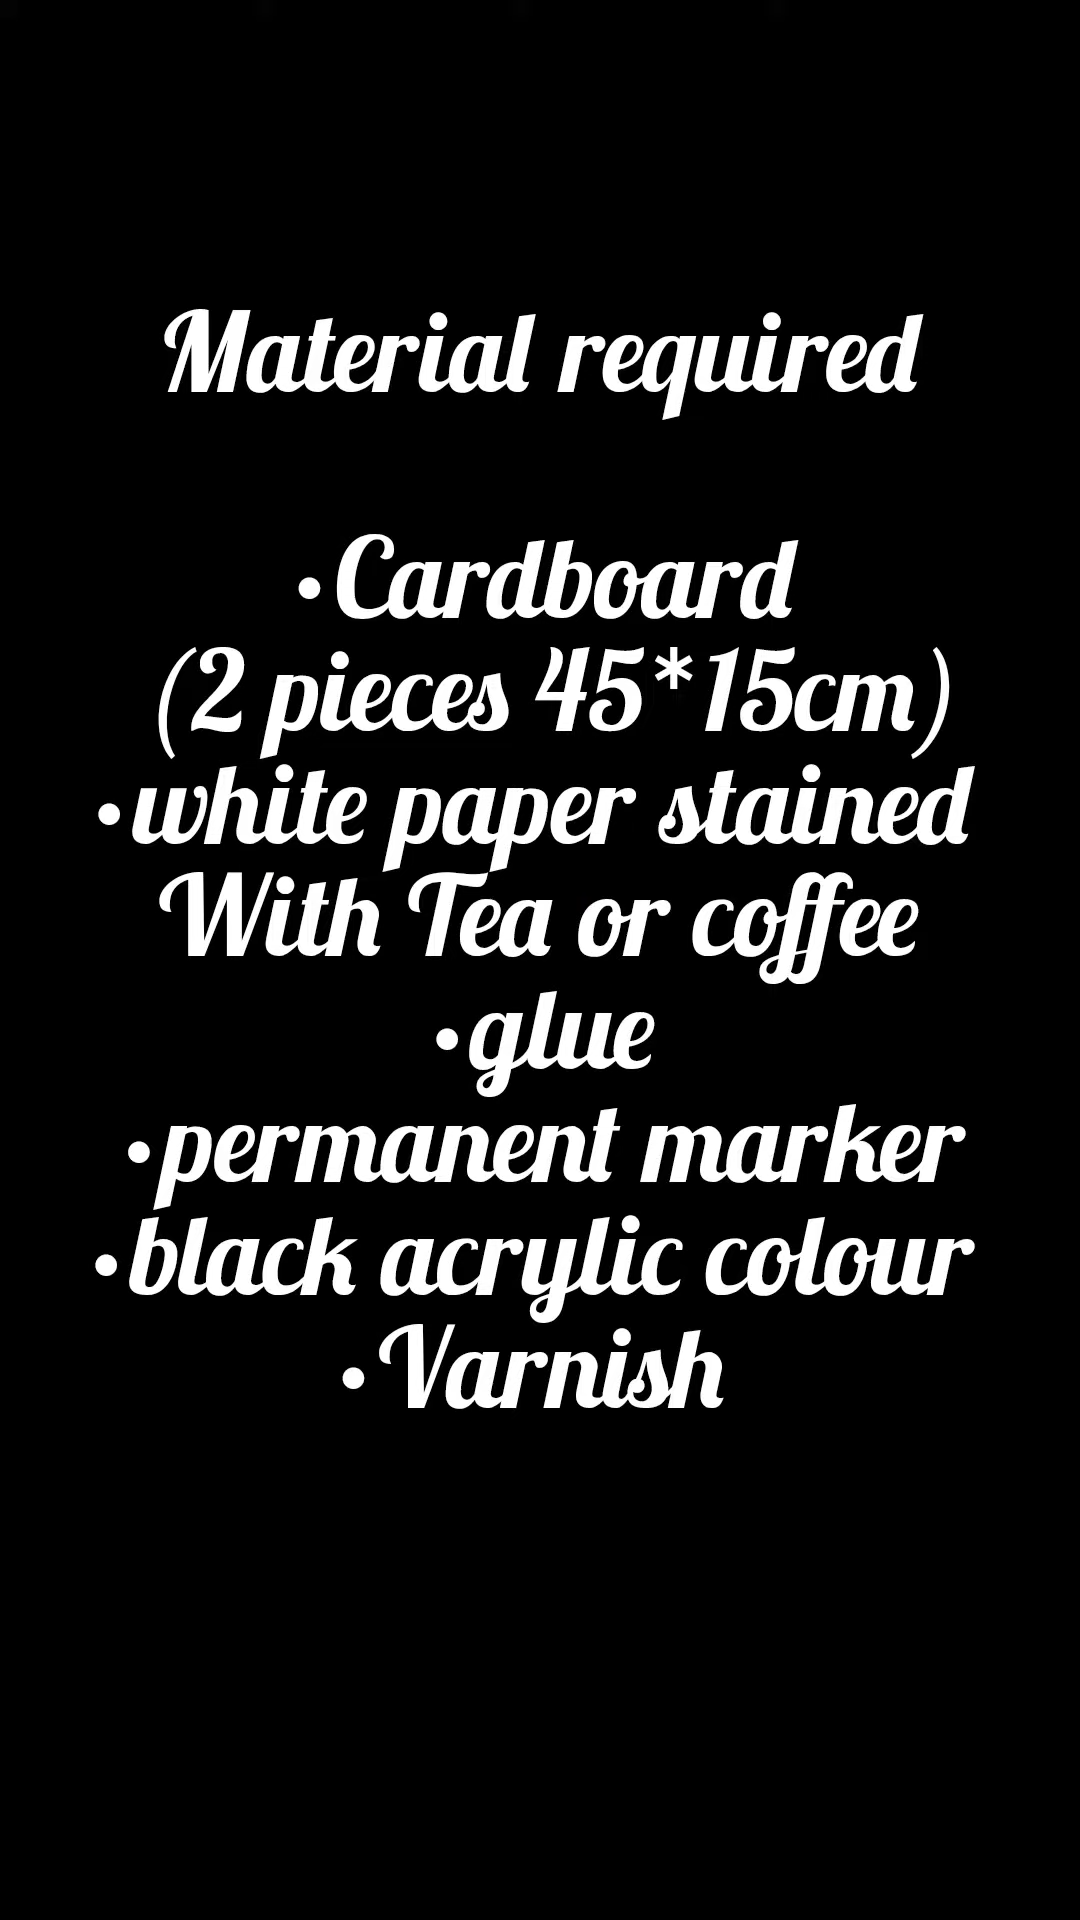 Material required
•Cardboard
(2 pieces 45*15cm)
•white paper stained
With Tea or coffee
•glue
•permanent marker
•black acrylic colour
•Varnish